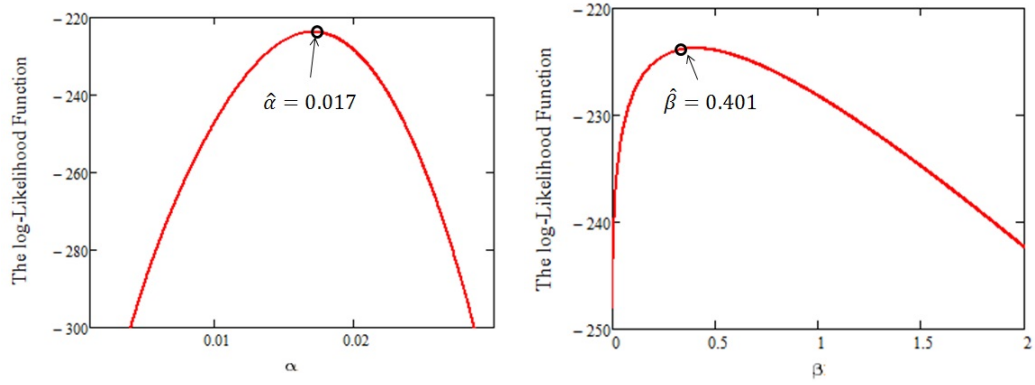 −220
−240
−260
−280
−300
The log-Likelihood Function
α̂ = 0.017
0.01
0.02
α
−220
−230
−240
−250
The log-Likelihood Function
β̂ = 0.401
0
0.5
1
1.5
2
β